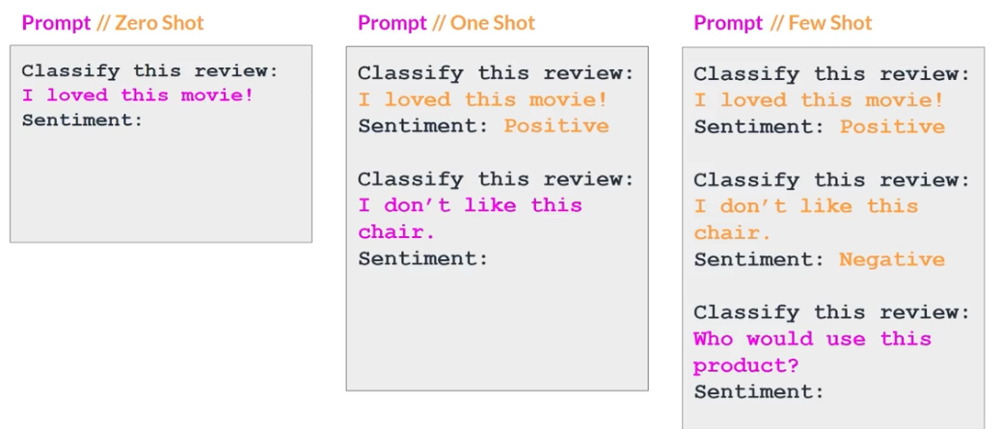 Prompt // Zero Shot
Classify this review:
I loved this movie!
Sentiment:
Prompt // One Shot
Classify this review:
I loved this movie!
Sentiment: Positive
Classify this review:
I don’t like this
chair.
Sentiment:
Prompt // Few Shot
Classify this review:
I loved this movie!
Sentiment: Positive
Classify this review:
I don’t like this
chair.
Sentiment: Negative
Classify this review:
Who would use this
product?
Sentiment: